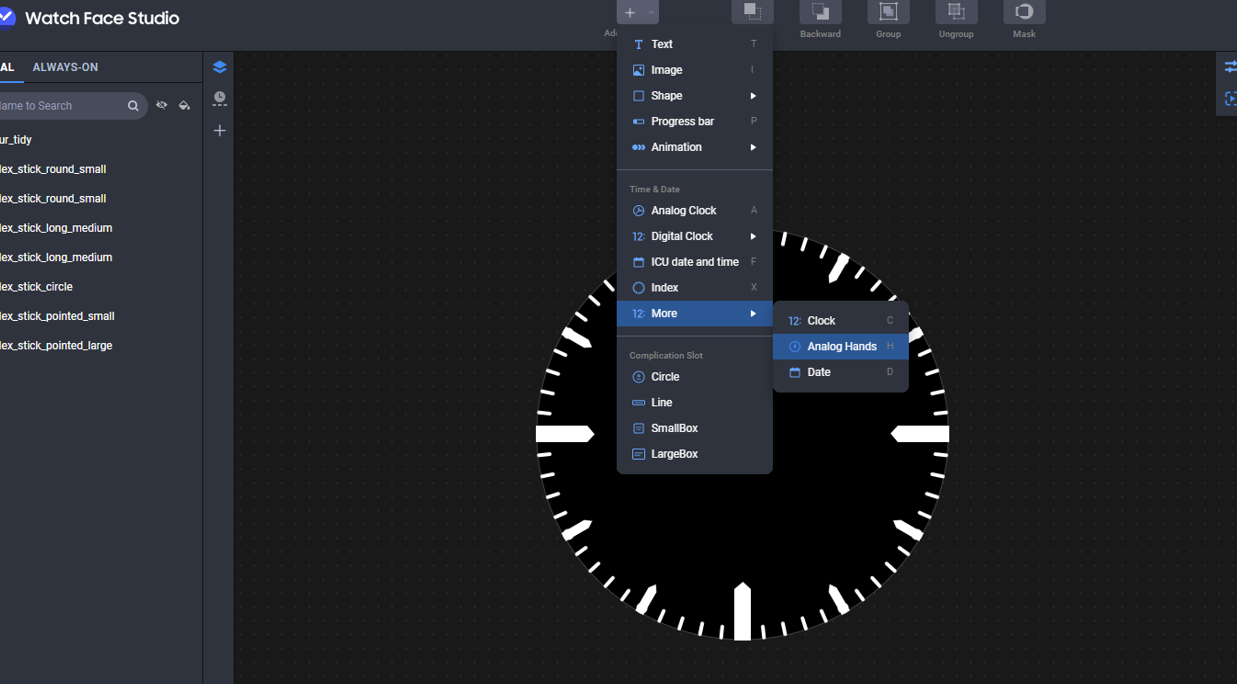 Watch Face Studio
Backward
Group
Ungroup
Mask
AL
ALWAYS-ON
ame to Search
ur_tidy
lex_stick_round_small
lex_stick_round_small
lex_stick_long_medium
lex_stick_long_medium
lex_stick_circle
lex_stick_pointed_small
lex_stick_pointed_large
Text T
Image I
Shape
Progress bar P
Animation
Time & Date
Analog Clock A
12: Digital Clock
ICU date and time F
Index X
12: More
12: Clock C
Analog Hands H
Date D
Complication Slot
Circle
Line
SmallBox
LargeBox